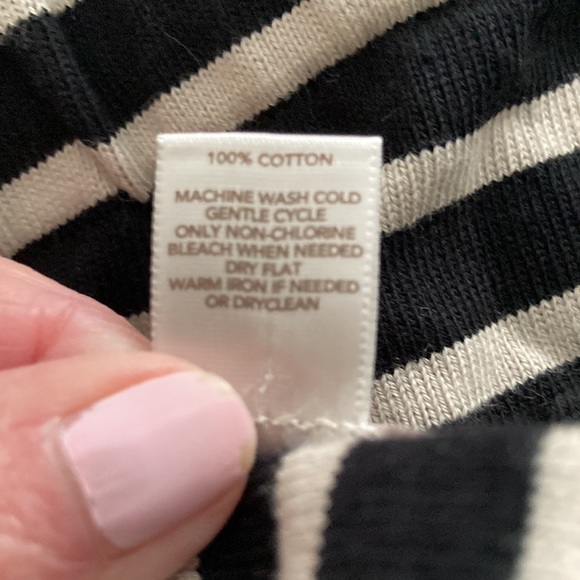 100% COTTON
MACHINE WASH COLD
GENTLE CYCLE
ONLY NON-CHLORINE
BLEACH WHEN NEEDED
DRY FLAT
WARM IRON IF NEEDED
OR DRYCLEAN